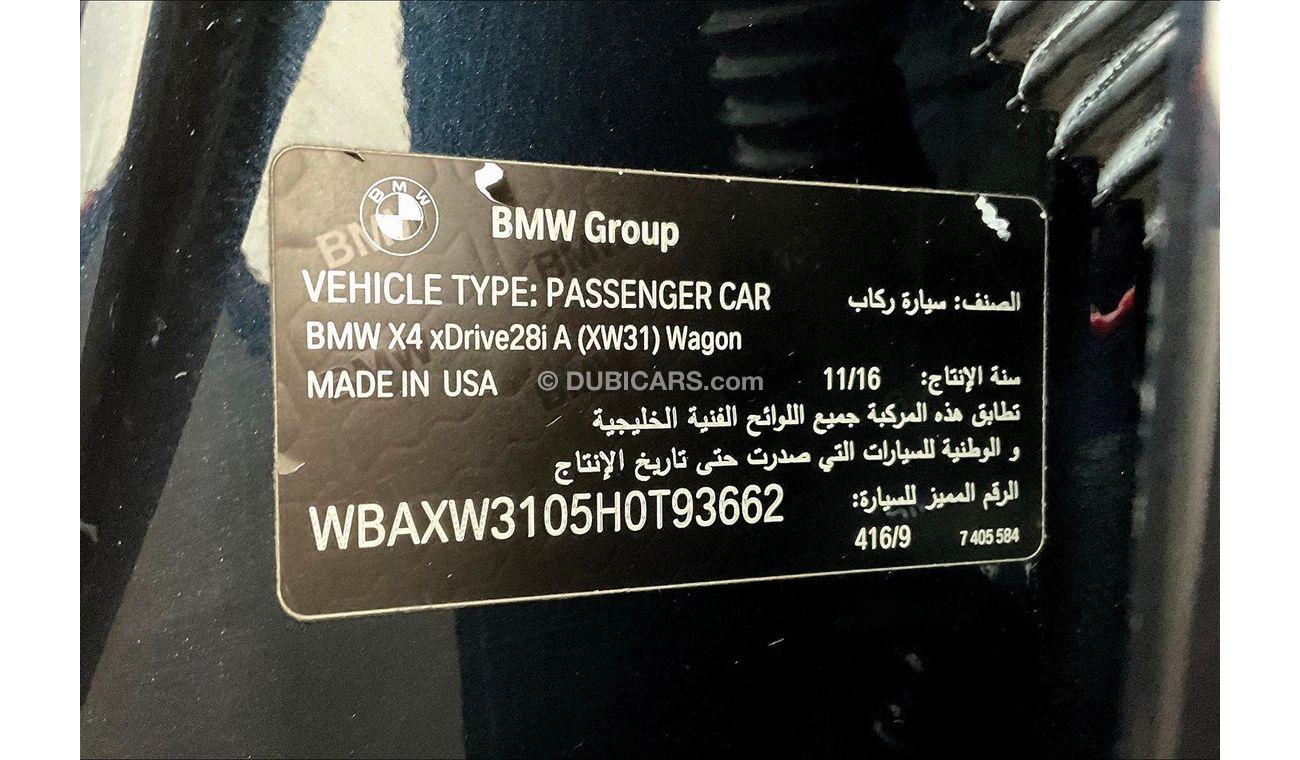 BMW
BMW Group
VEHICLE TYPE: PASSENGER CAR
الصنف: سيارة ركاب
BMW X4 xDrive28i A (XW31) Wagon
MADE IN USA
© DUBICARS.com
سنة الإنتاج: 11/16
تطابق هذه المركبة جميع اللوائح الفنية الخليجية
و الوطنية للسيارات التي صدرت حتى تاريخ الإنتاج
الرقم المميز للسيارة:
WBAXW3105H0T93662
416/9 7 405 584